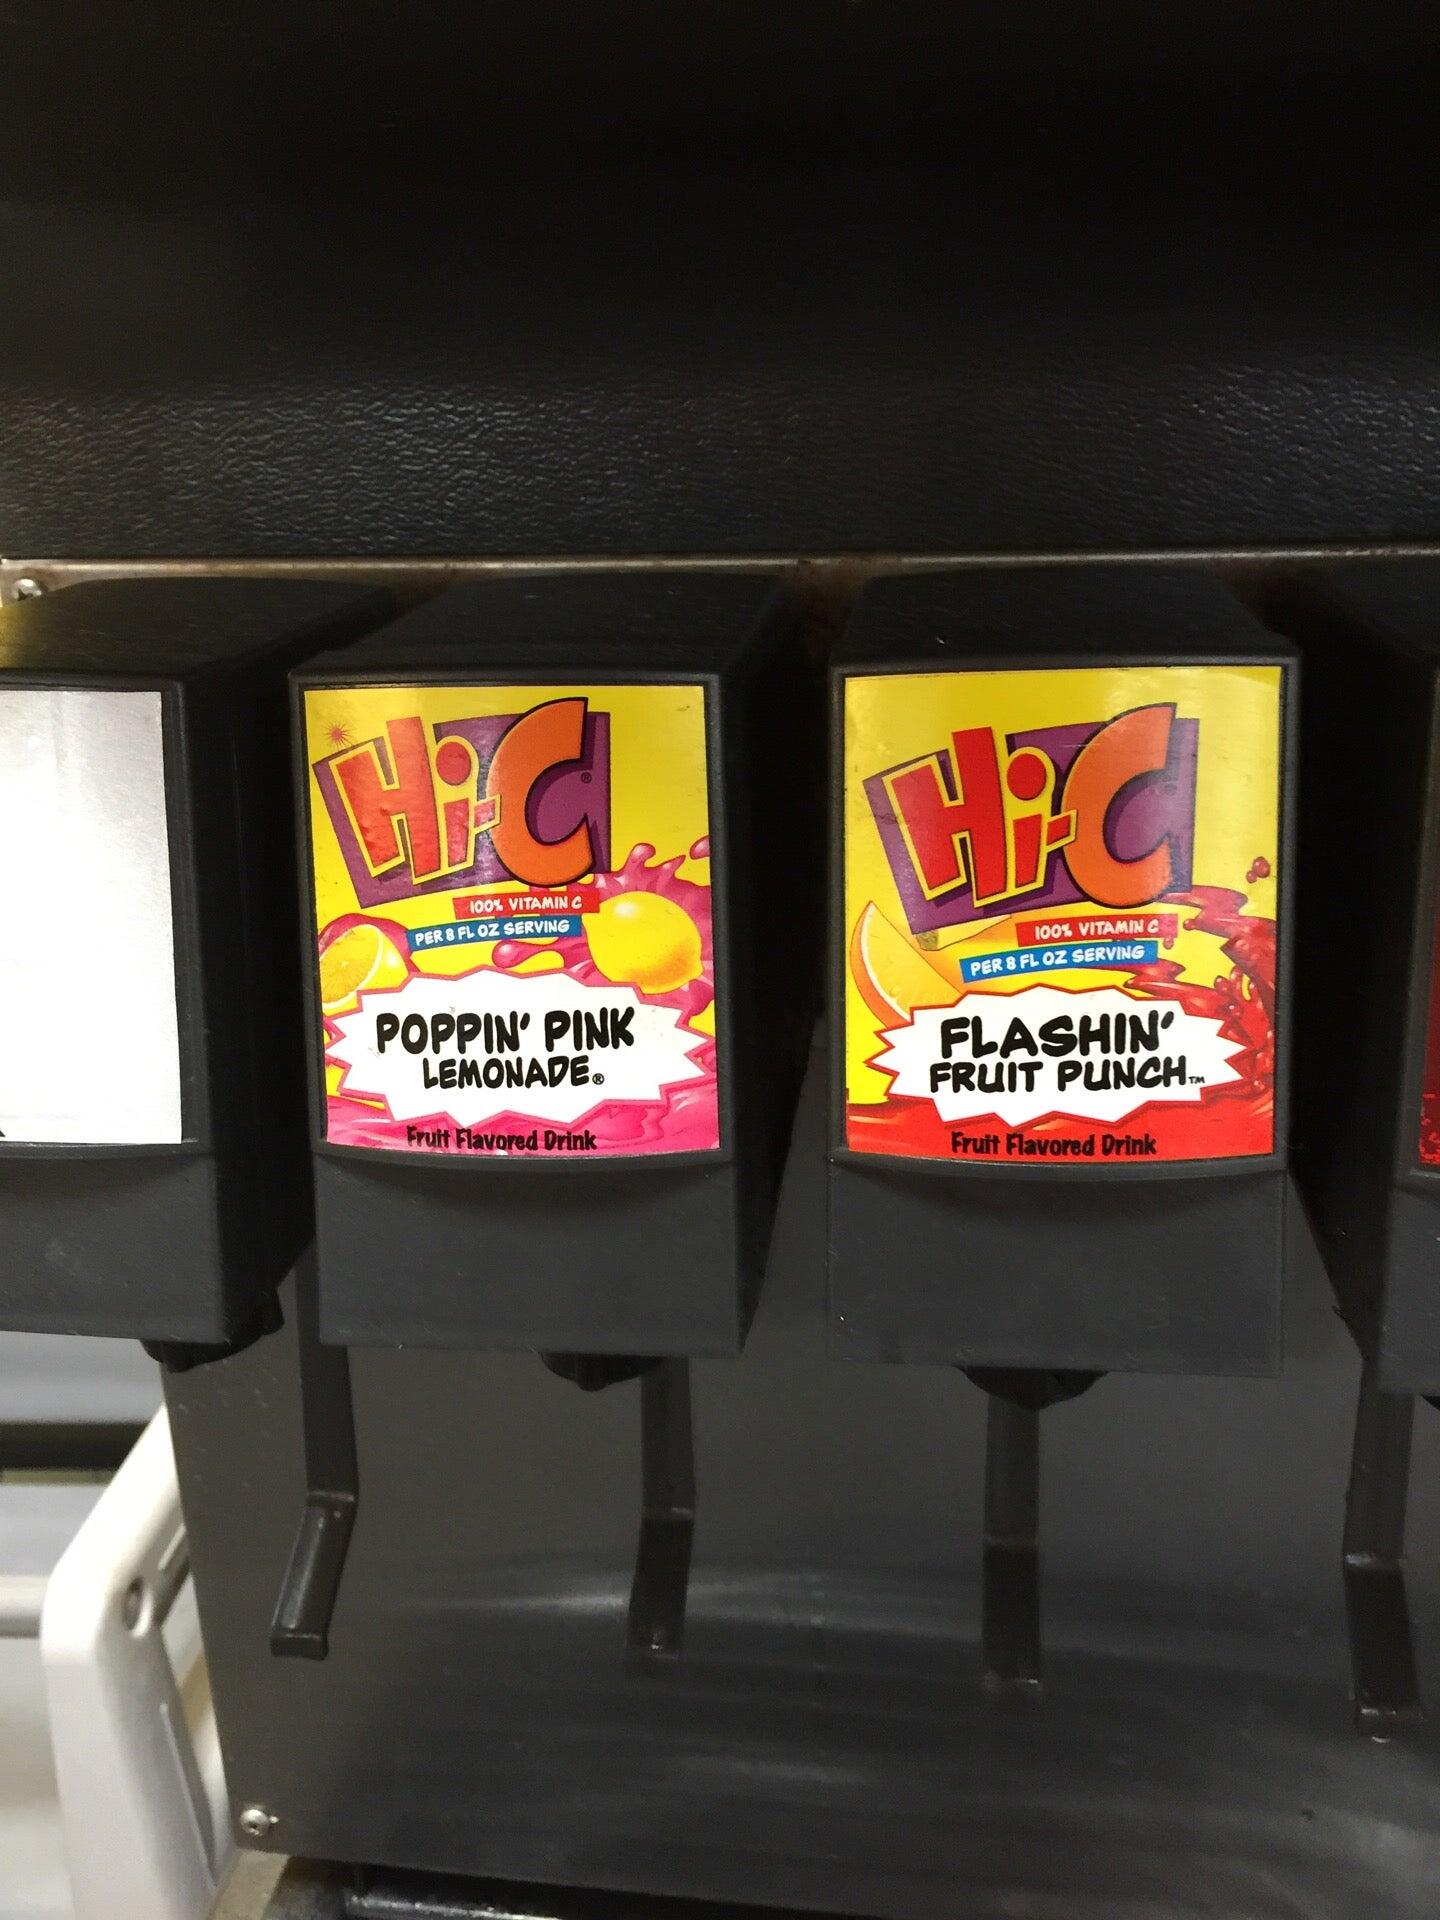 Hi-C®
100% VITAMIN C
PER 8 FL OZ SERVING
POPPIN' PINK
LEMONADE®
Fruit Flavored Drink
Hi-C
100% VITAMIN C
PER 8 FL OZ SERVING
FLASHIN'
FRUIT PUNCH™
Fruit Flavored Drink